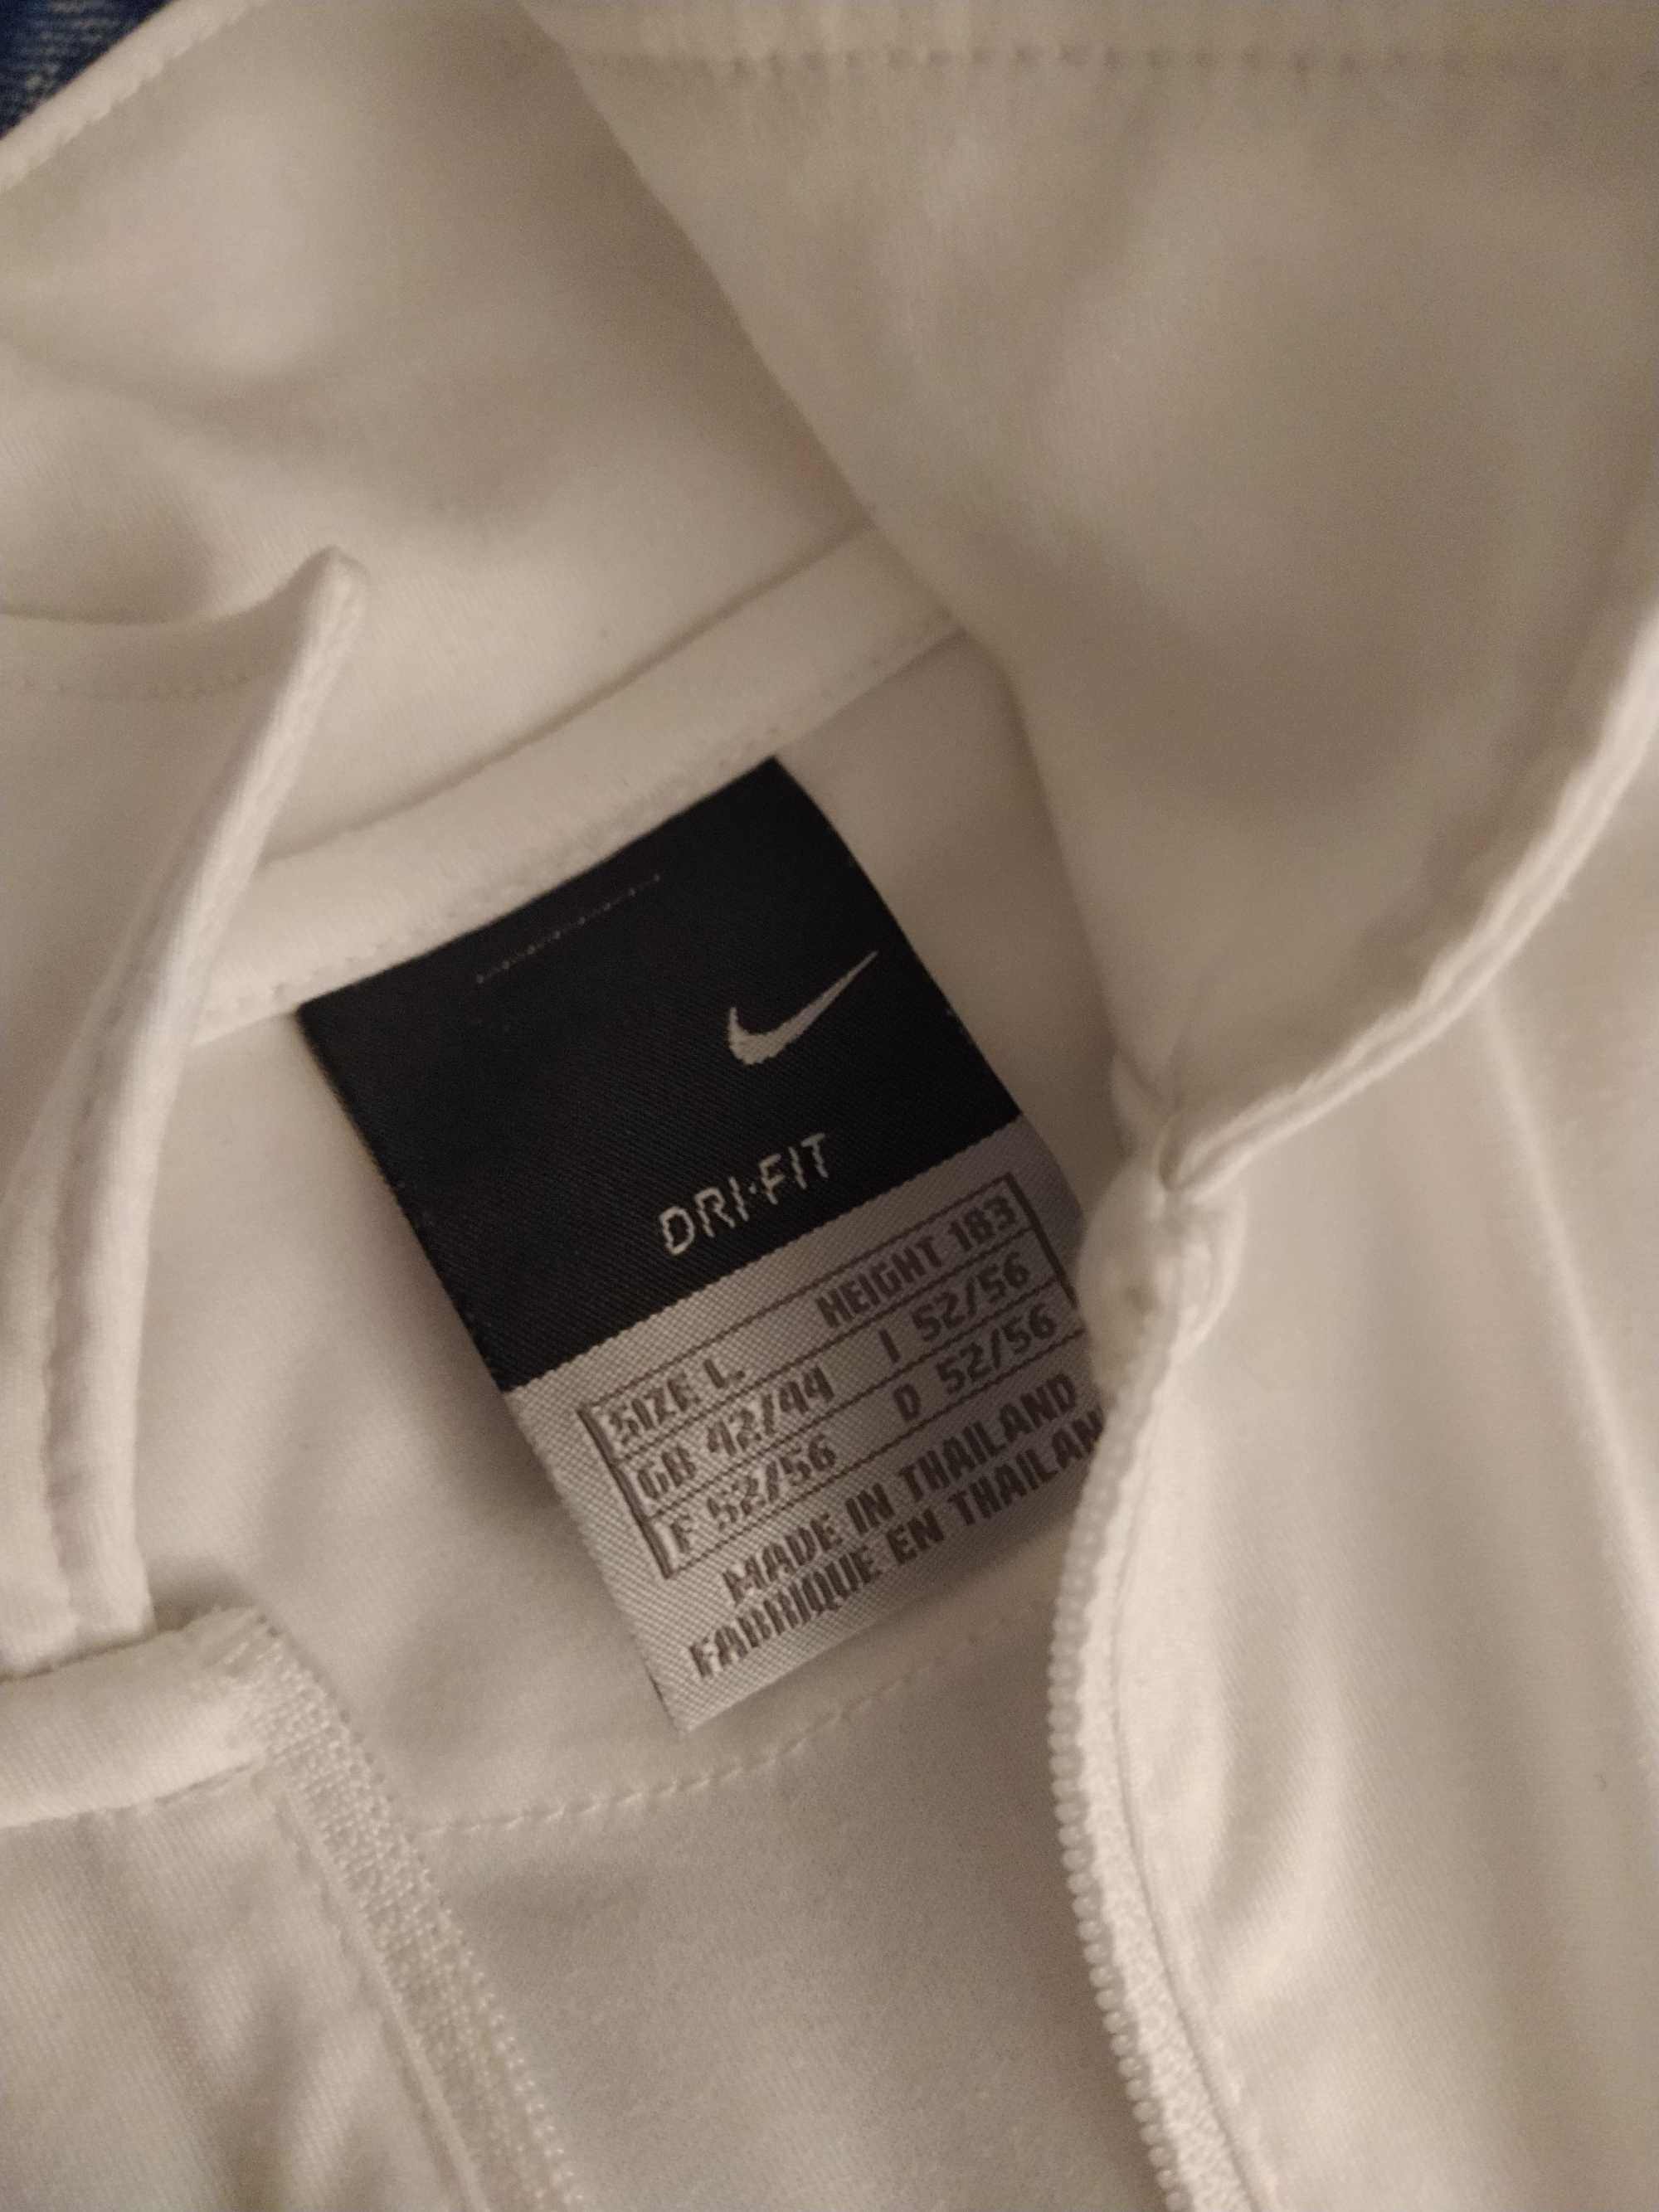 DRI-FIT
SIZE L HEIGHT 183
GB 42/44 I 52/56
F 52/56 D 52/56
MADE IN THAILAND
FABRIQUE EN THAILAN